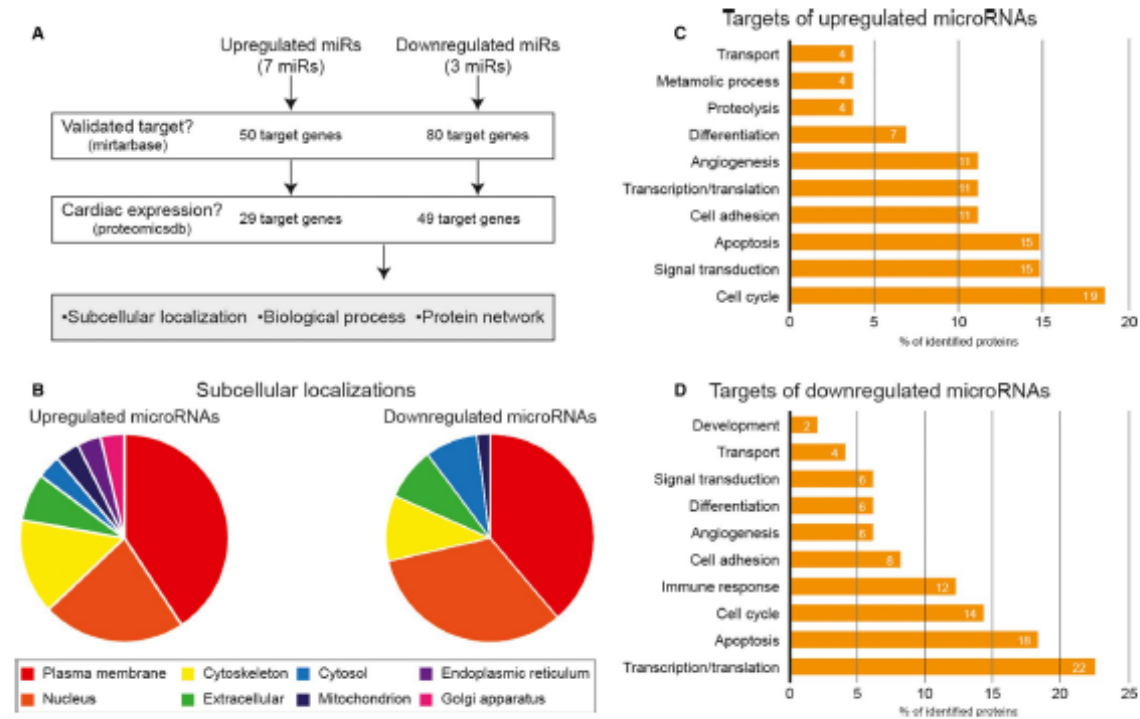 A
Upregulated miRs
(7 miRs)
Downregulated miRs
(3 miRs)
Validated target?
(mirtarbase)
50 target genes
80 target genes
Cardiac expression?
(proteomicsdb)
29 target genes
49 target genes
•Subcellular localization •Biological process •Protein network
B
Subcellular localizations
Upregulated microRNAs
Downregulated microRNAs
Plasma membrane
Cytoskeleton
Cytosol
Endoplasmic reticulum
Nucleus
Extracellular
Mitochondrion
Golgi apparatus
C
Targets of upregulated microRNAs
Transport 4
Metamolic process 4
Proteolysis 4
Differentiation 7
Angiogenesis 11
Transcription/translation 11
Cell adhesion 11
Apoptosis 15
Signal transduction 15
Cell cycle 19
0 5 10 15 20
% of identified proteins
D
Targets of downregulated microRNAs
Development 2
Transport 4
Signal transduction 6
Differentiation 6
Angiogenesis 6
Cell adhesion 8
Immune response 12
Cell cycle 14
Apoptosis 18
Transcription/translation 22
0 5 10 15 20 25
% of identified proteins